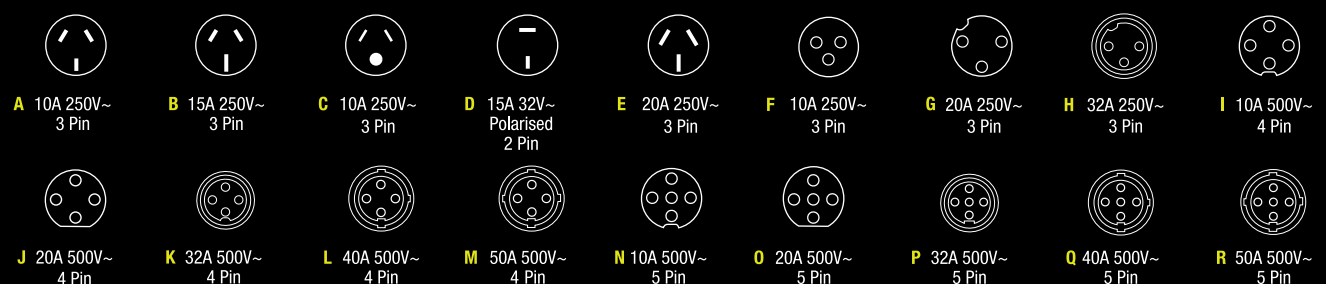 A 10A 250V~
3 Pin
B 15A 250V~
3 Pin
C 10A 250V~
3 Pin
D 15A 32V~
Polarised
2 Pin
E 20A 250V~
3 Pin
F 10A 250V~
3 Pin
G 20A 250V~
3 Pin
H 32A 250V~
3 Pin
I 10A 500V~
4 Pin
J 20A 500V~
4 Pin
K 32A 500V~
4 Pin
L 40A 500V~
4 Pin
M 50A 500V~
4 Pin
N 10A 500V~
5 Pin
O 20A 500V~
5 Pin
P 32A 500V~
5 Pin
Q 40A 500V~
5 Pin
R 50A 500V~
5 Pin